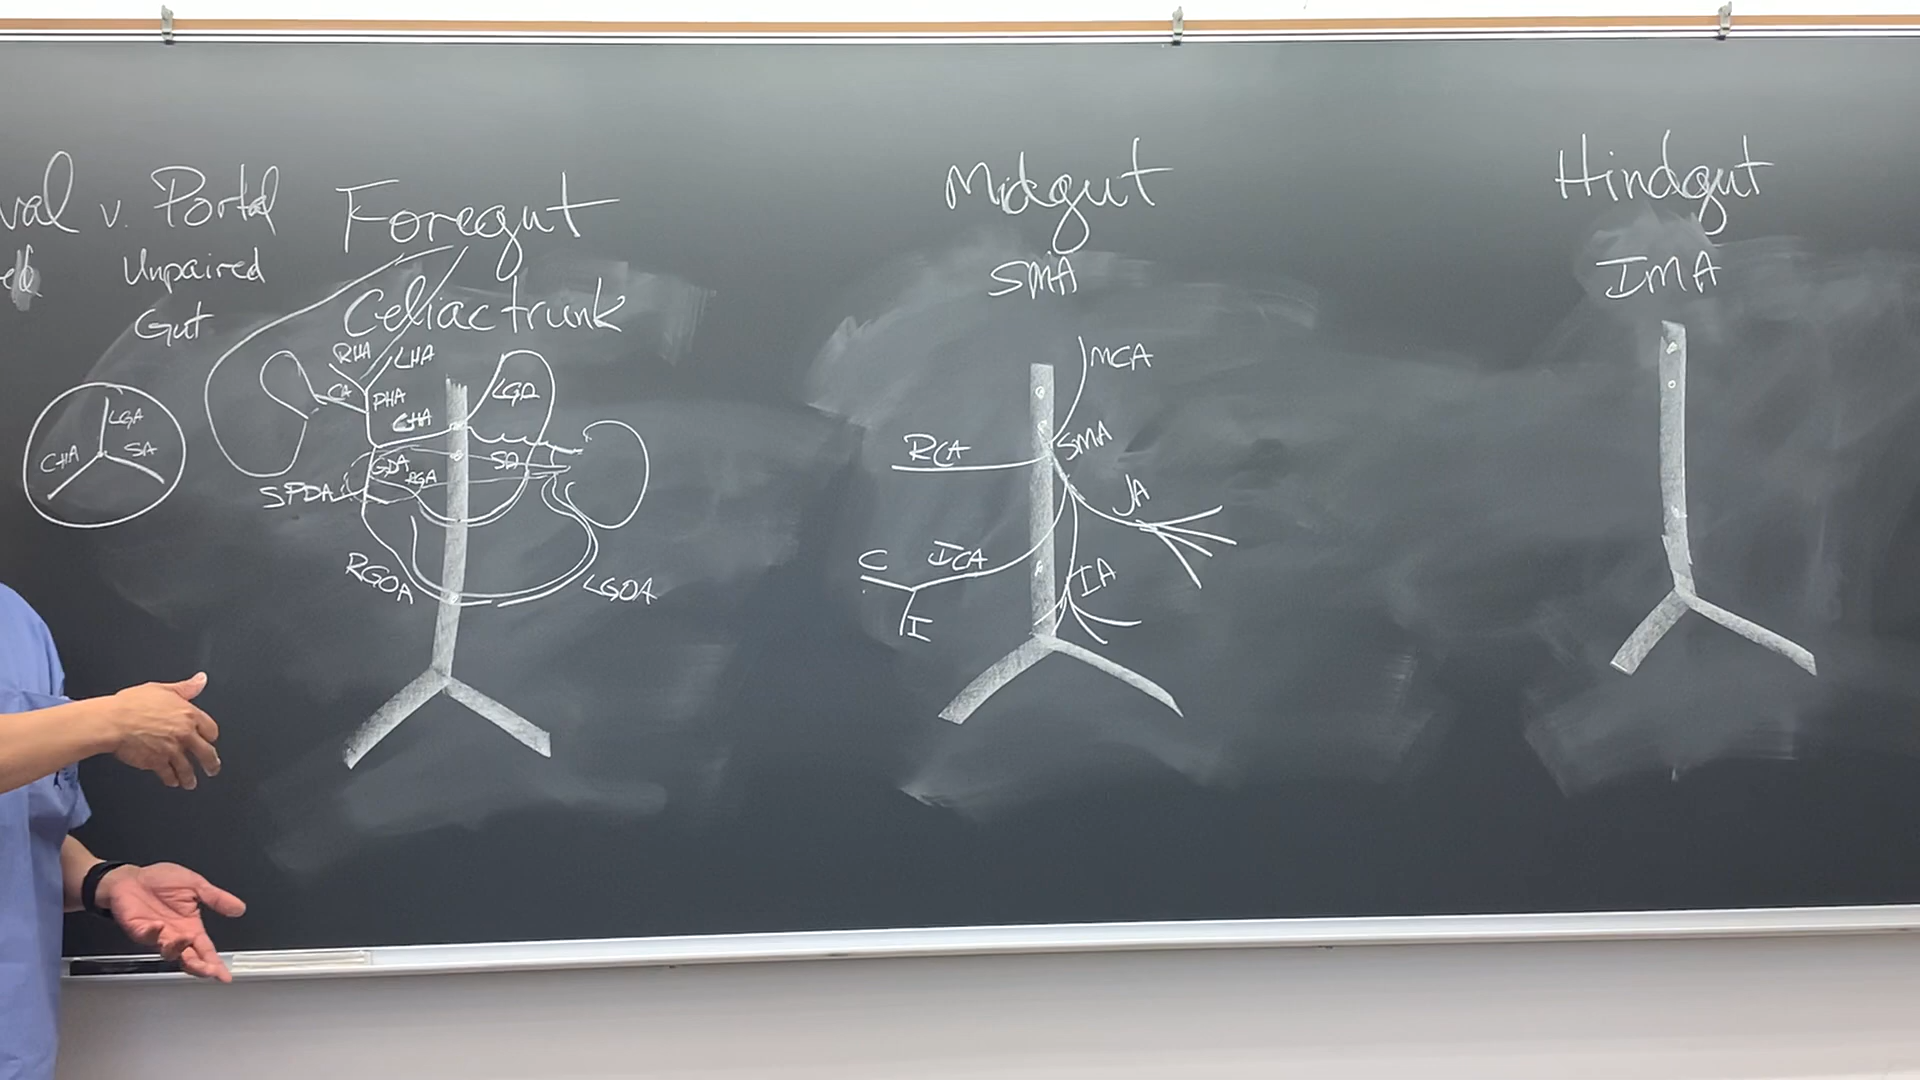 v. Portal
Unpaired
Gut
LGA
CHA
SA
Foregut
Celiac trunk
RHA
LHA
CA
PHA
CHA
LGA
GDA
RGA
SA
SPDA
RGOA
LGOA
Midgut
SMA
MCA
RCA
SMA
JA
C
ICA
IA
I
Hindgut
IMA